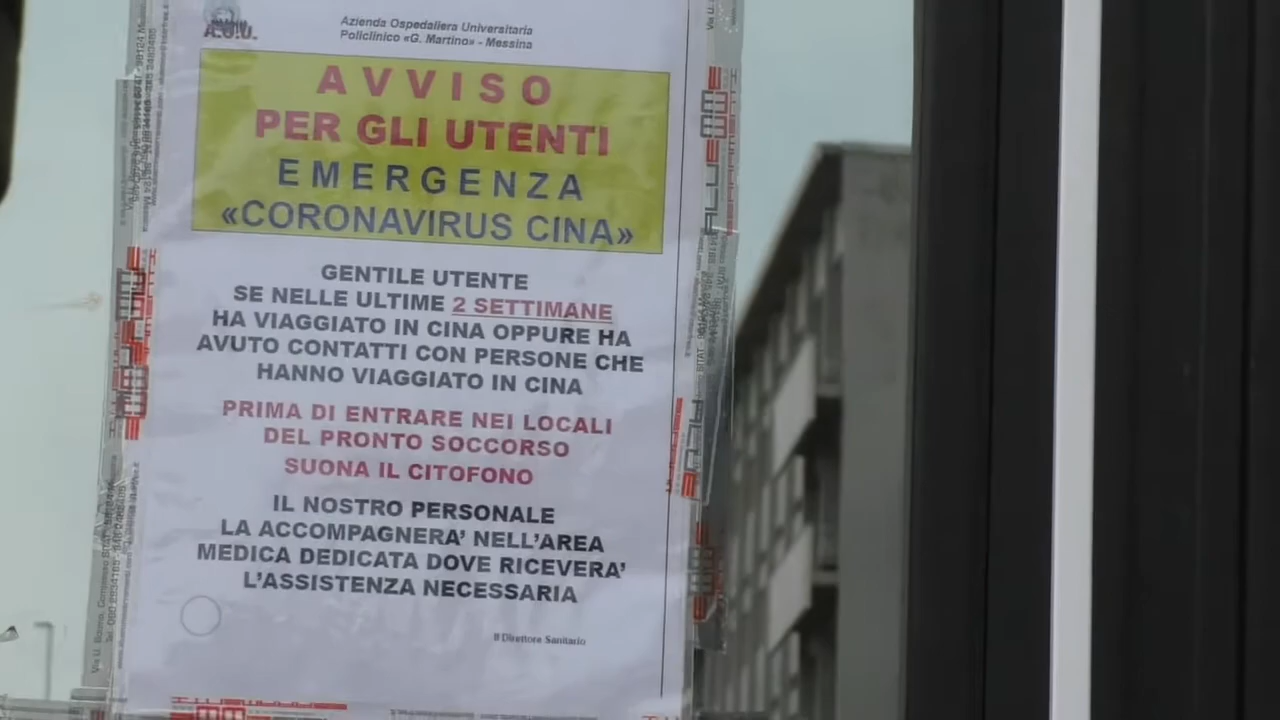 A.O.U.
Azienda Ospedaliera Universitaria
Policlinico «G. Martino» - Messina
AVVISO
PER GLI UTENTI
EMERGENZA
«CORONAVIRUS CINA»
GENTILE UTENTE
SE NELLE ULTIME 2 SETTIMANE
HA VIAGGIATO IN CINA OPPURE HA
AVUTO CONTATTI CON PERSONE CHE
HANNO VIAGGIATO IN CINA
PRIMA DI ENTRARE NEI LOCALI
DEL PRONTO SOCCORSO
SUONA IL CITOFONO
IL NOSTRO PERSONALE
LA ACCOMPAGNERA’ NELL’AREA
MEDICA DEDICATA DOVE RICEVERA’
L’ASSISTENZA NECESSARIA
Il Direttore Sanitario